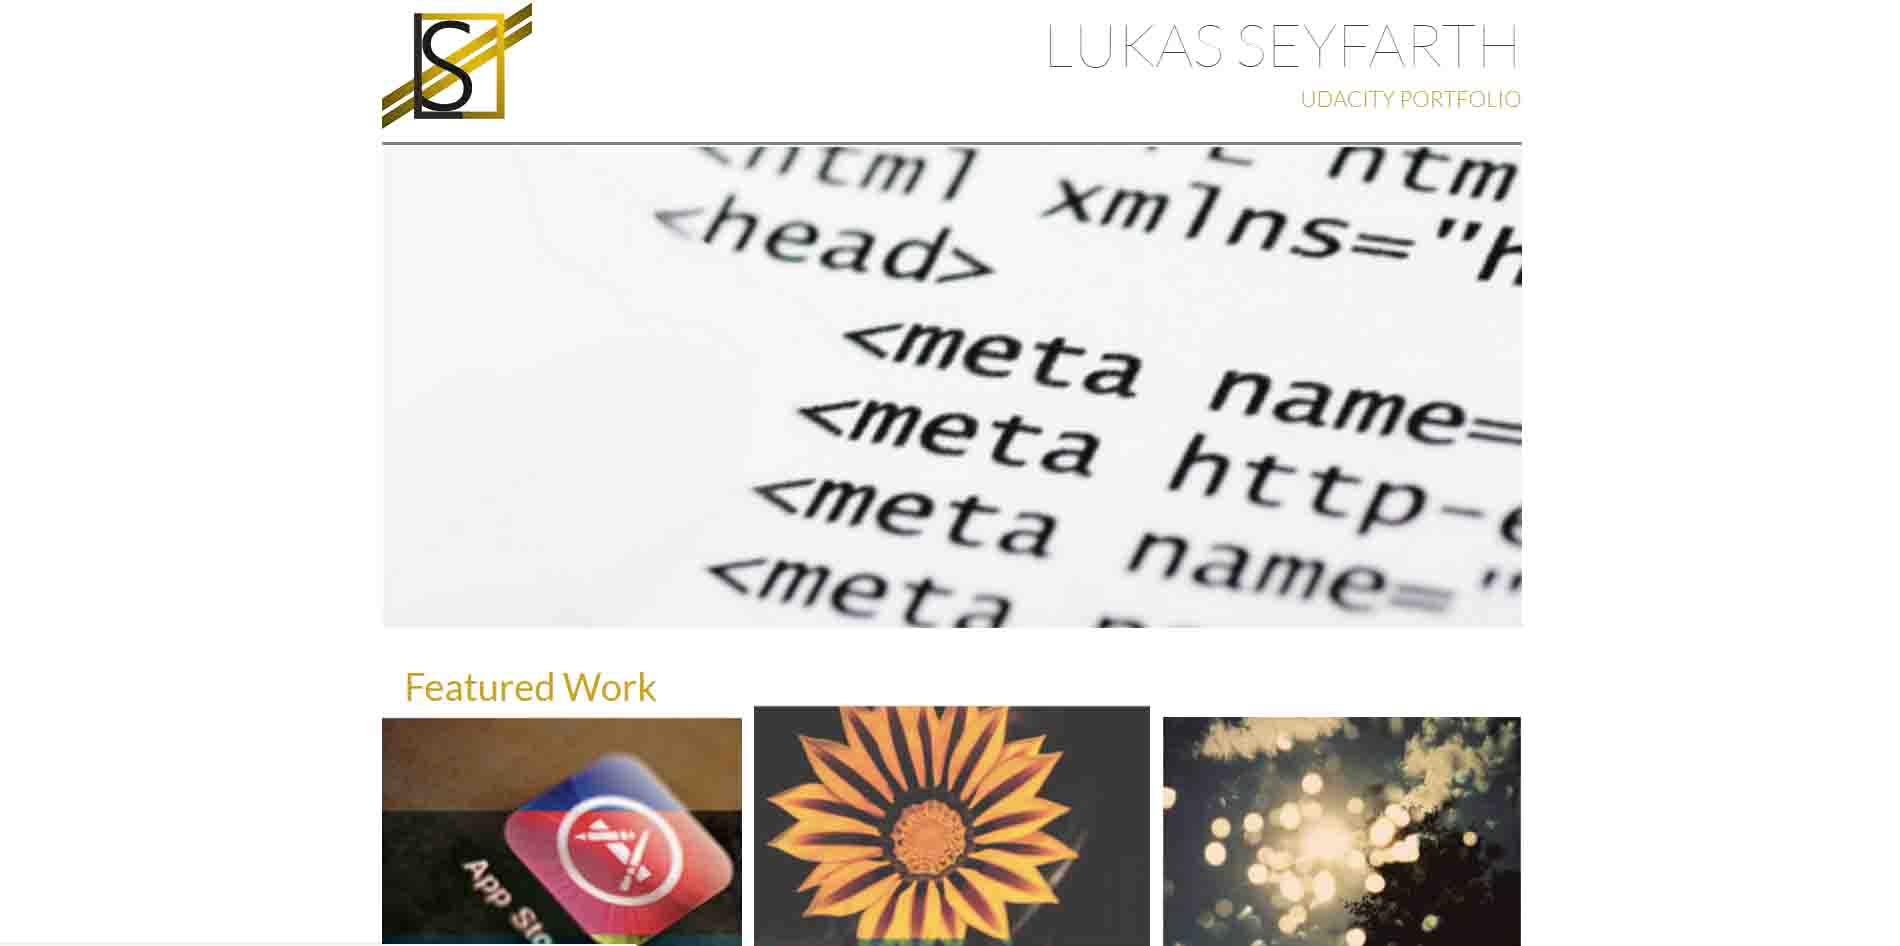 LS
LUKAS SEYFARTH
UDACITY PORTFOLIO
<html xmlns="h
<head>
<meta name=
<meta http-e
<meta name="
<meta
Featured Work
App Sto